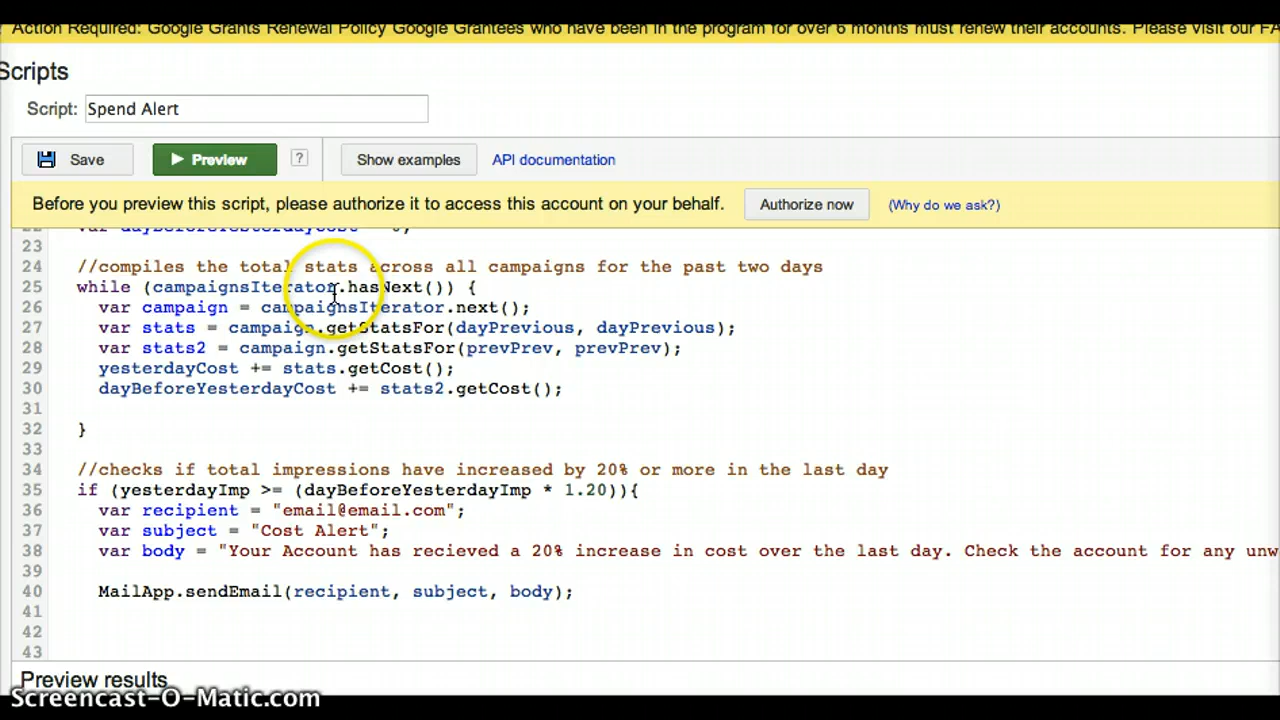 Action Required: Google Grants Renewal Policy Google Grantees who have been in the program for over 6 months must renew their accounts. Please visit our FA
Scripts
Script: Spend Alert
Save Preview ? Show examples API documentation
Before you preview this script, please authorize it to access this account on your behalf. Authorize now (Why do we ask?)
22 var dayBeforeYesterdayCost = 0;
23
24 //compiles the total stats across all campaigns for the past two days
25 while (campaignsIterator.hasNext()) {
26 var campaign = campaignsIterator.next();
27 var stats = campaign.getStatsFor(dayPrevious, dayPrevious);
28 var stats2 = campaign.getStatsFor(prevPrev, prevPrev);
29 yesterdayCost += stats.getCost();
30 dayBeforeYesterdayCost += stats2.getCost();
31
32 }
33
34 //checks if total impressions have increased by 20% or more in the last day
35 if (yesterdayImp >= (dayBeforeYesterdayImp * 1.20)){
36 var recipient = "email@email.com";
37 var subject = "Cost Alert";
38 var body = "Your Account has recieved a 20% increase in cost over the last day. Check the account for any unw
39
40 MailApp.sendEmail(recipient, subject, body);
41
42
43
Preview results
Screencast-O-Matic.com